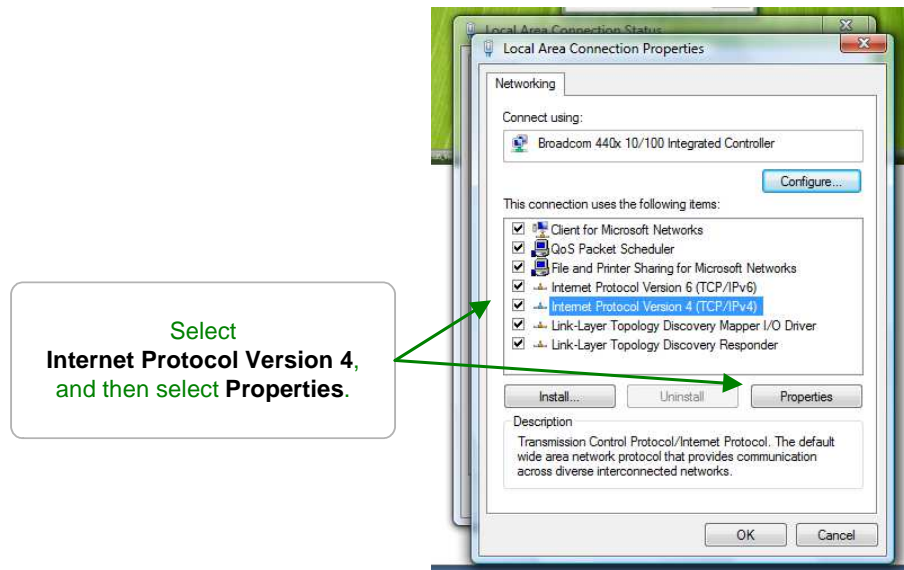 Local Area Connection Status
Local Area Connection Properties
Networking
Connect using:
Broadcom 440x 10/100 Integrated Controller
Configure...
This connection uses the following items:
Client for Microsoft Networks
QoS Packet Scheduler
File and Printer Sharing for Microsoft Networks
Internet Protocol Version 6 (TCP/IPv6)
Internet Protocol Version 4 (TCP/IPv4)
Link-Layer Topology Discovery Mapper I/O Driver
Link-Layer Topology Discovery Responder
Select
Internet Protocol Version 4,
and then select Properties.
Install...
Uninstall
Properties
Description
Transmission Control Protocol/Internet Protocol. The default
wide area network protocol that provides communication
across diverse interconnected networks.
OK
Cancel